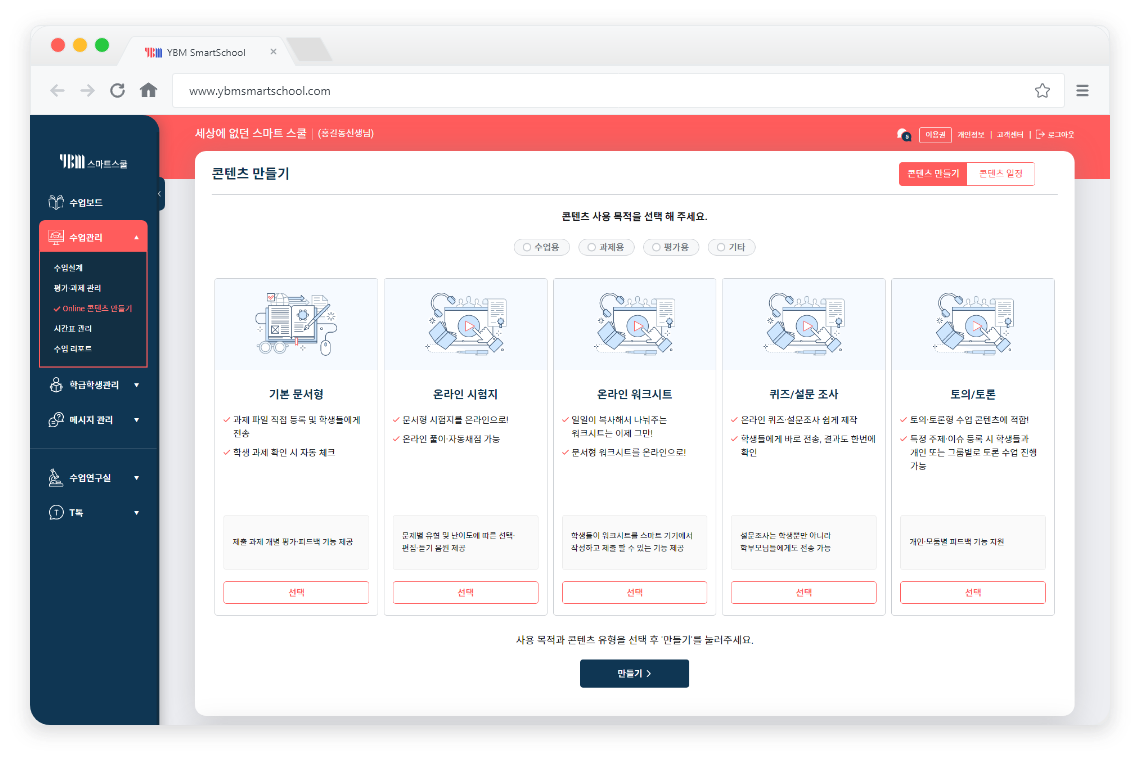 YBM SmartSchool
www.ybmsmartschool.com
세상에 없던 스마트 스쿨 | (홍길동선생님)
6
이용권
개인정보 | 고객센터 | 로그아웃
YBM 스마트스쿨
수업보드
수업관리
수업설계
평가·과제 관리
Online 콘텐츠 만들기
시간표 관리
수업 리포트
학급학생관리
메시지 관리
수업연구실
T톡
콘텐츠 만들기
콘텐츠 만들기
콘텐츠 일정
콘텐츠 사용 목적을 선택 해 주세요.
수업용
과제용
평가용
기타
기본 문서형
과제 파일 직접 등록 및 학생들에게
전송
학생 과세 확인 시 자동 체크
제출 과제 개별 평가·피드백 기능 제공
선택
온라인 시험지
문서형 시험지를 온라인으로!
온라인 풀이·자동채점 가능
문제별 유형 및 난이도에 따른 선택·
편집·듣기 음원 제공
선택
온라인 워크시트
일일이 복사해서 나눠주는
워크시트는 이제 그만!
문서형 워크시트를 온라인으로!
학생들이 워크시트를 스마트 기기에서
작성하고 제출 할 수 있는 기능 제공
선택
퀴즈/설문 조사
온라인 퀴즈·설문조사 쉽게 제작
학생들에게 바로 전송, 결과도 한번에
확인
설문조사는 학생뿐만 아니라
학부모님들에게도 전송 가능
선택
토의/토론
토의·토론형 수업 콘텐츠에 적합!
특정 주제·이슈 등록 시 학생들과
개인 또는 그룹별로 토론 수업 진행
가능
개인·모둠별 피드백 기능 지원
선택
사용 목적과 콘텐츠 유형을 선택 후 '만들기'를 눌러주세요.
만들기